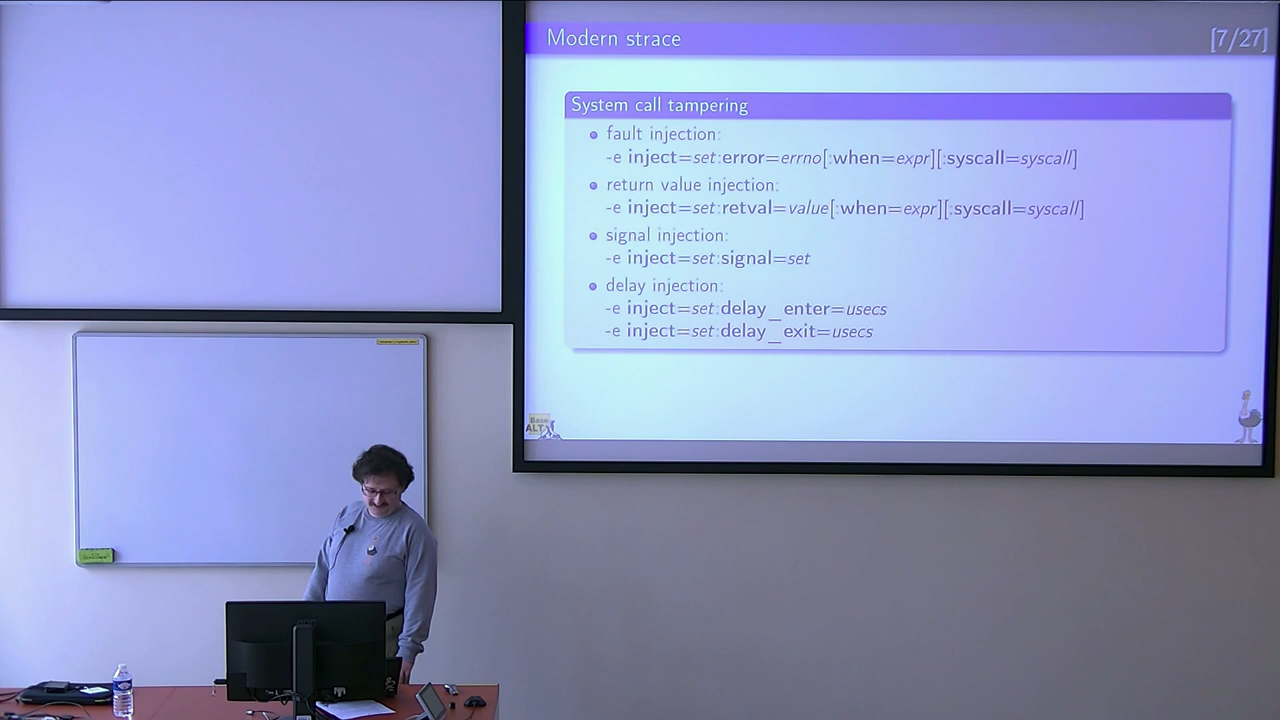 Modern strace
[7/27]
System call tampering
fault injection:
-e inject=set:error=errno[:when=expr][:syscall=syscall]
return value injection:
-e inject=set:retval=value[:when=expr][:syscall=syscall]
signal injection:
-e inject=set:signal=set
delay injection:
-e inject=set:delay_enter=usecs
-e inject=set:delay_exit=usecs
Base
ALT